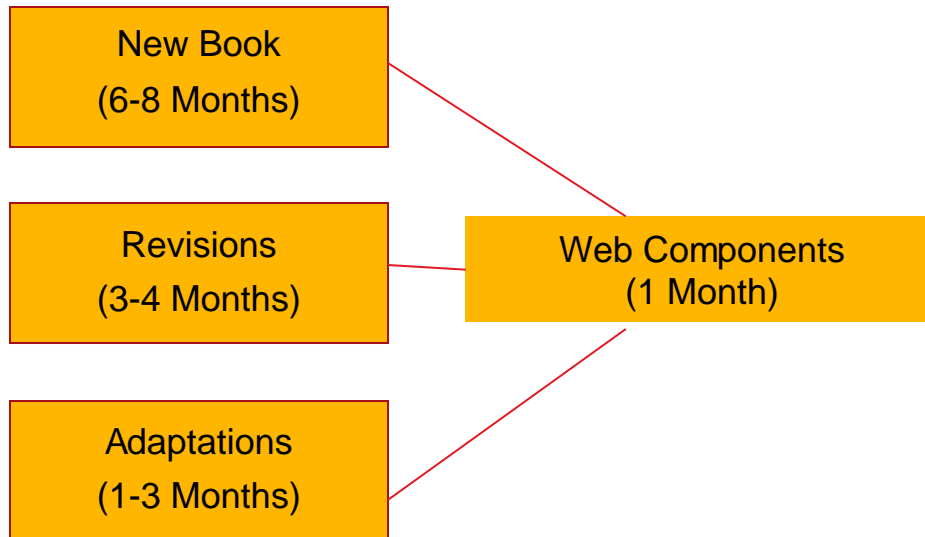 New Book
(6-8 Months)
Revisions
(3-4 Months)
Web Components
(1 Month)
Adaptations
(1-3 Months)